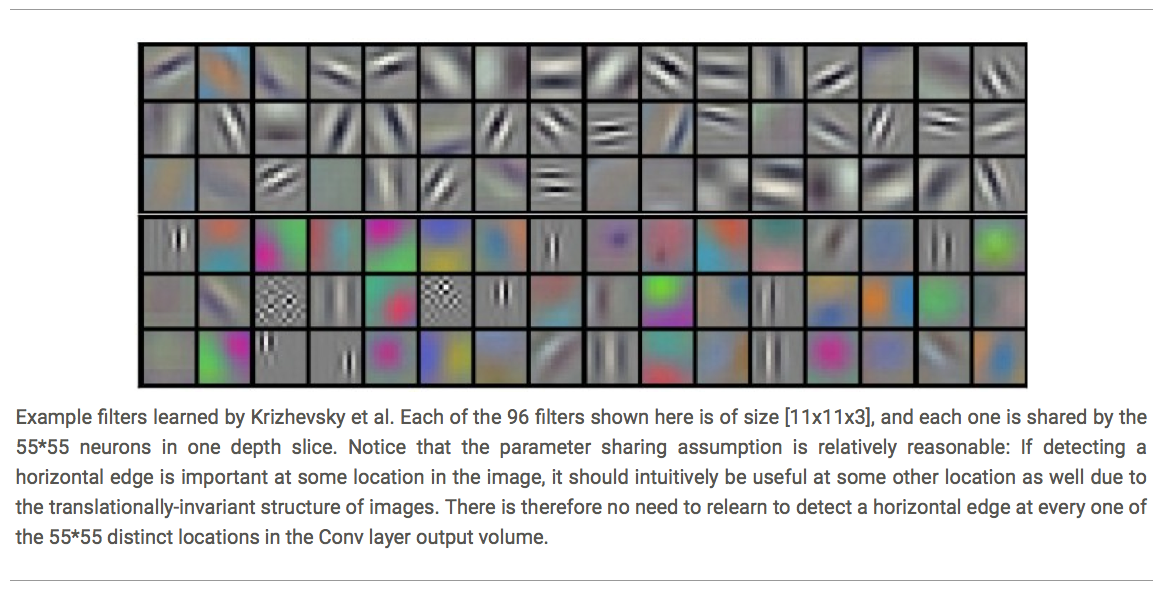 Example filters learned by Krizhevsky et al. Each of the 96 filters shown here is of size [11x11x3], and each one is shared by the
55*55 neurons in one depth slice. Notice that the parameter sharing assumption is relatively reasonable: If detecting a
horizontal edge is important at some location in the image, it should intuitively be useful at some other location as well due to
the translationally-invariant structure of images. There is therefore no need to relearn to detect a horizontal edge at every one of
the 55*55 distinct locations in the Conv layer output volume.